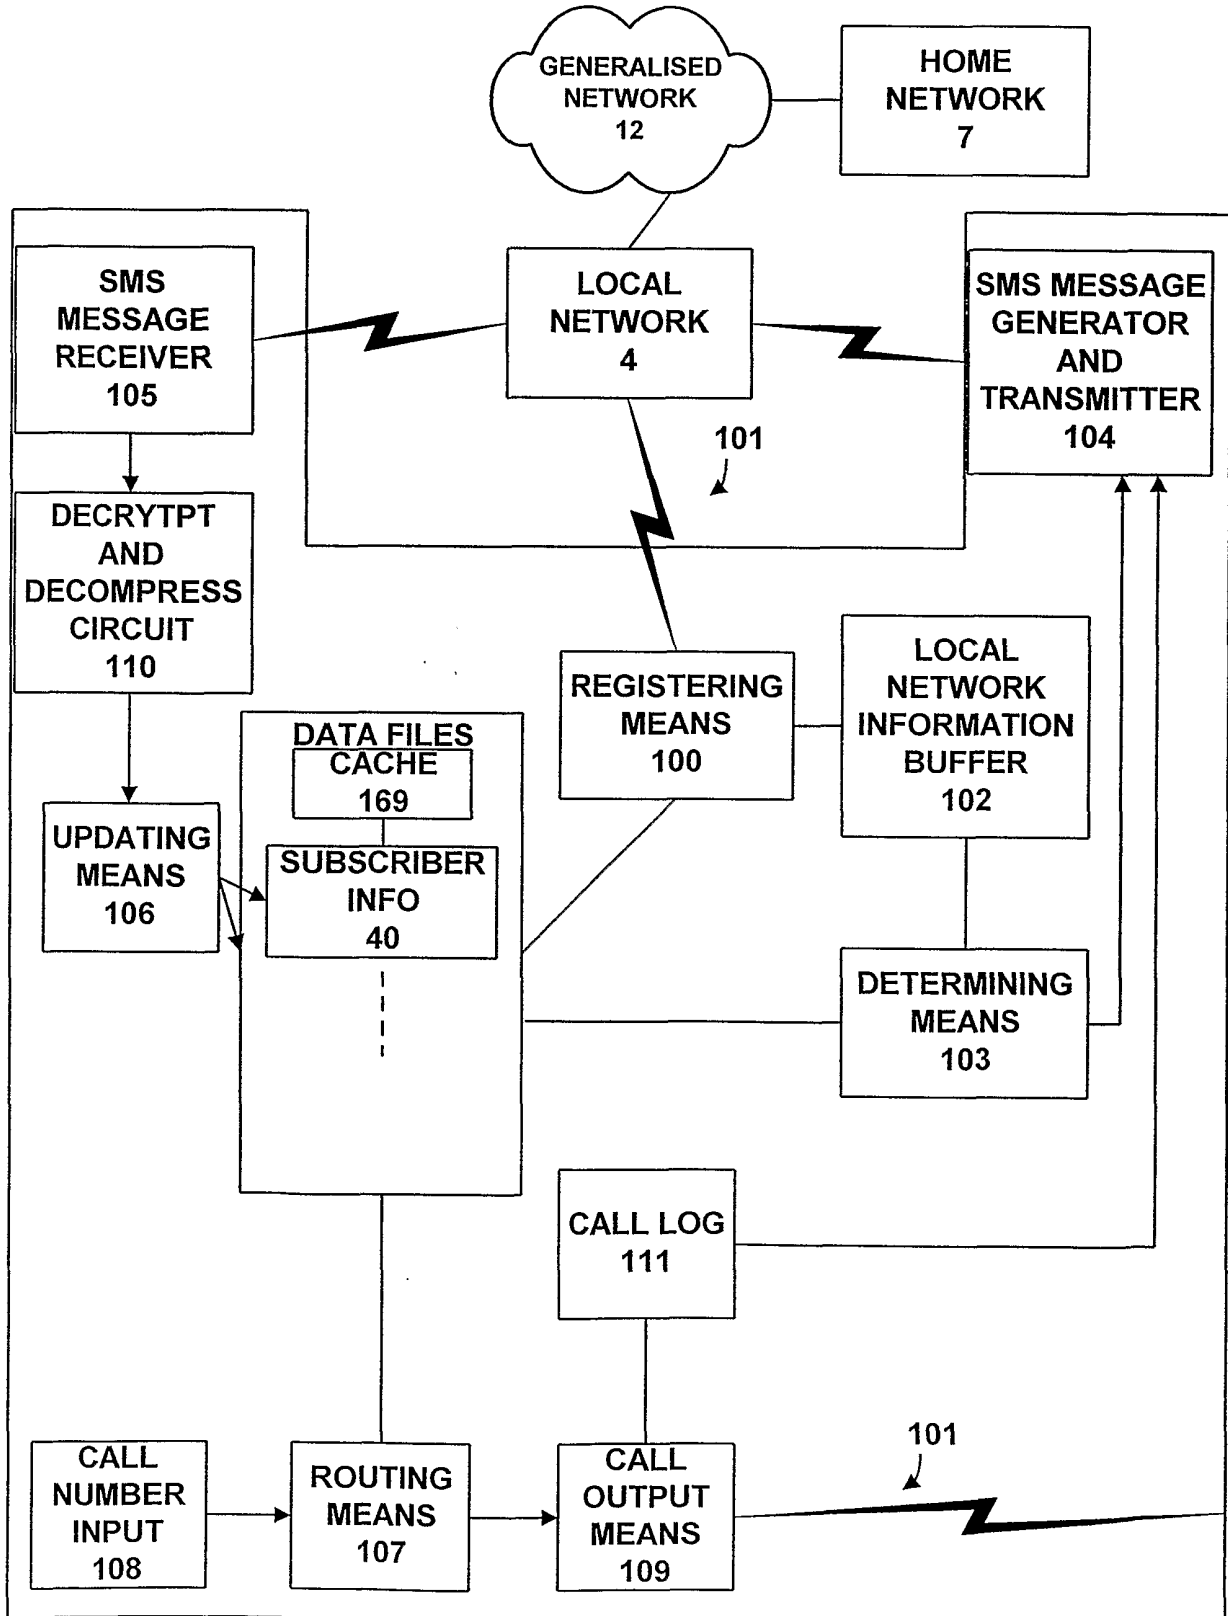 GENERALISED
NETWORK
12
HOME
NETWORK
7
SMS
MESSAGE
RECEIVER
105
LOCAL
NETWORK
4
SMS MESSAGE
GENERATOR
AND
TRANSMITTER
104
101
DECRYTPT
AND
DECOMPRESS
CIRCUIT
110
REGISTERING
MEANS
100
LOCAL
NETWORK
INFORMATION
BUFFER
102
DATA FILES
CACHE
169
UPDATING
MEANS
106
SUBSCRIBER
INFO
40
DETERMINING
MEANS
103
CALL LOG
111
CALL
NUMBER
INPUT
108
ROUTING
MEANS
107
CALL
OUTPUT
MEANS
109
101